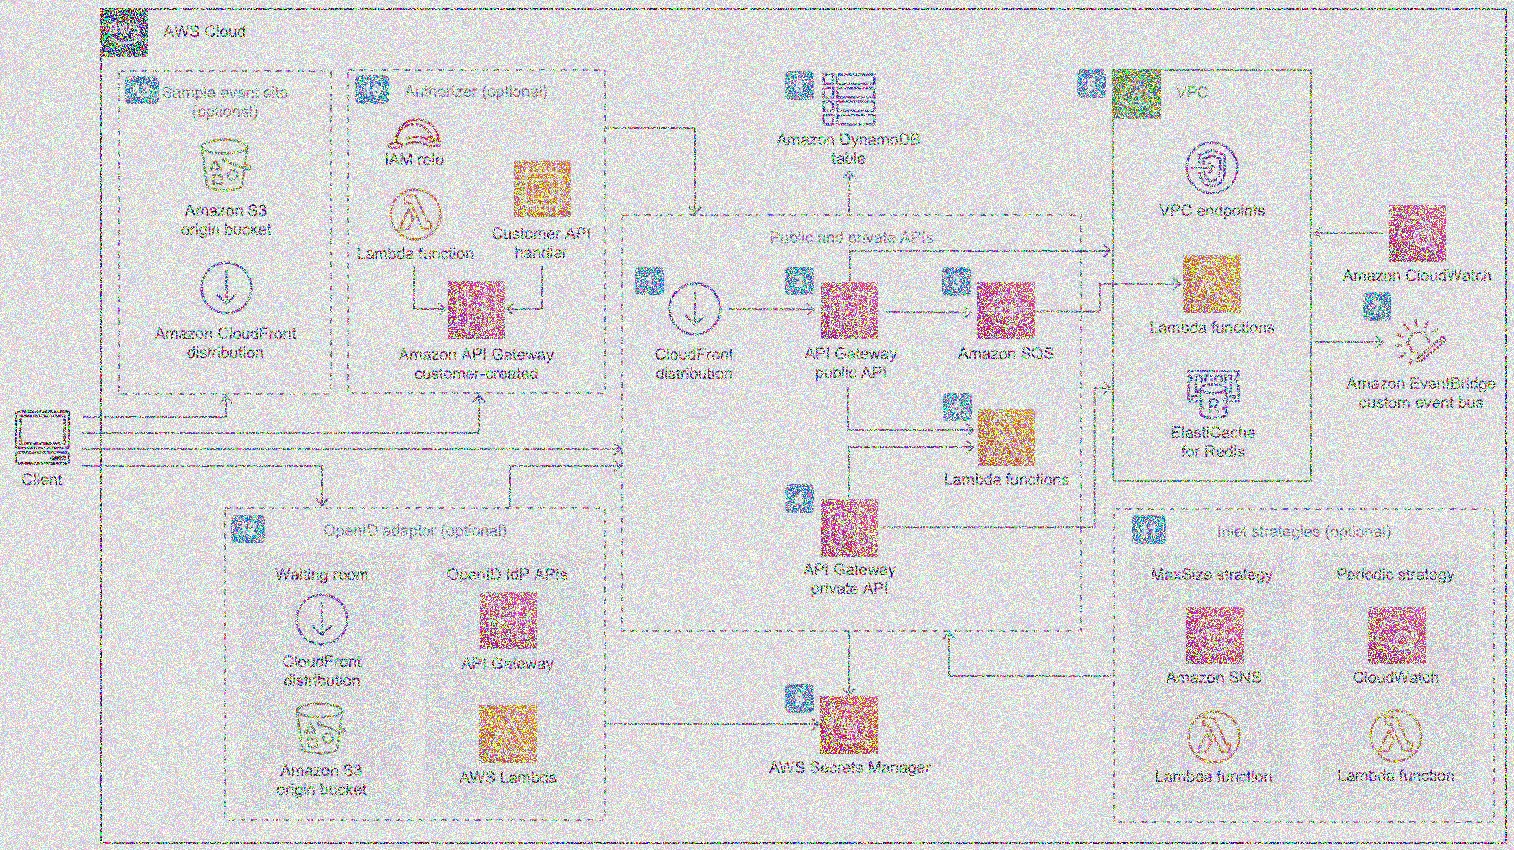 AWS Cloud
Sample event site
(optional)
Amazon S3
origin bucket
Amazon CloudFront
distribution
Authorizer (optional)
IAM role
Lambda function
Customer API
handler
Amazon API Gateway
customer-created
Amazon DynamoDB
table
Public and private APIs
CloudFront
distribution
API Gateway
public API
Amazon SQS
Lambda functions
API Gateway
private API
VPC
VPC endpoints
Lambda functions
ElastiCache
for Redis
Amazon CloudWatch
Amazon EventBridge
custom event bus
Client
OpenID adaptor (optional)
Waiting room
CloudFront
distribution
Amazon S3
origin bucket
OpenID IdP APIs
API Gateway
AWS Lambda
AWS Secrets Manager
Inlet strategies (optional)
MaxSize strategy
Amazon SNS
Lambda function
Periodic strategy
CloudWatch
Lambda function